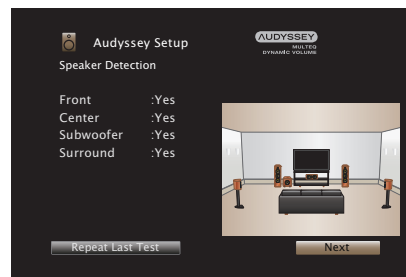 Audyssey Setup
AUDYSSEY
MULTEQ
DYNAMIC VOLUME
Speaker Detection
Front :Yes
Center :Yes
Subwoofer :Yes
Surround :Yes
Repeat Last Test
Next